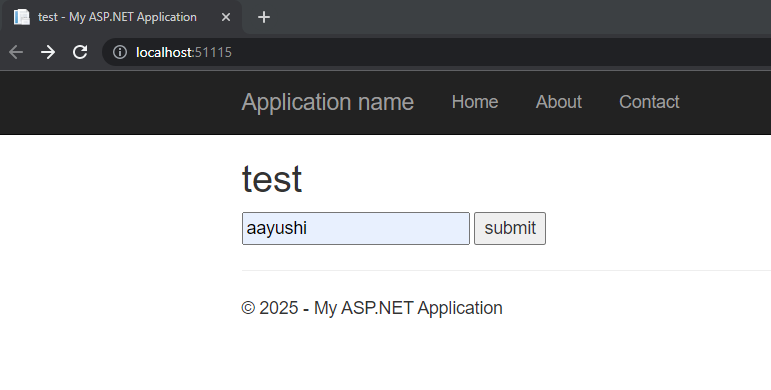 test - My ASP.NET Application
localhost:51115
Application name Home About Contact
test
aayushi submit
© 2025 - My ASP.NET Application